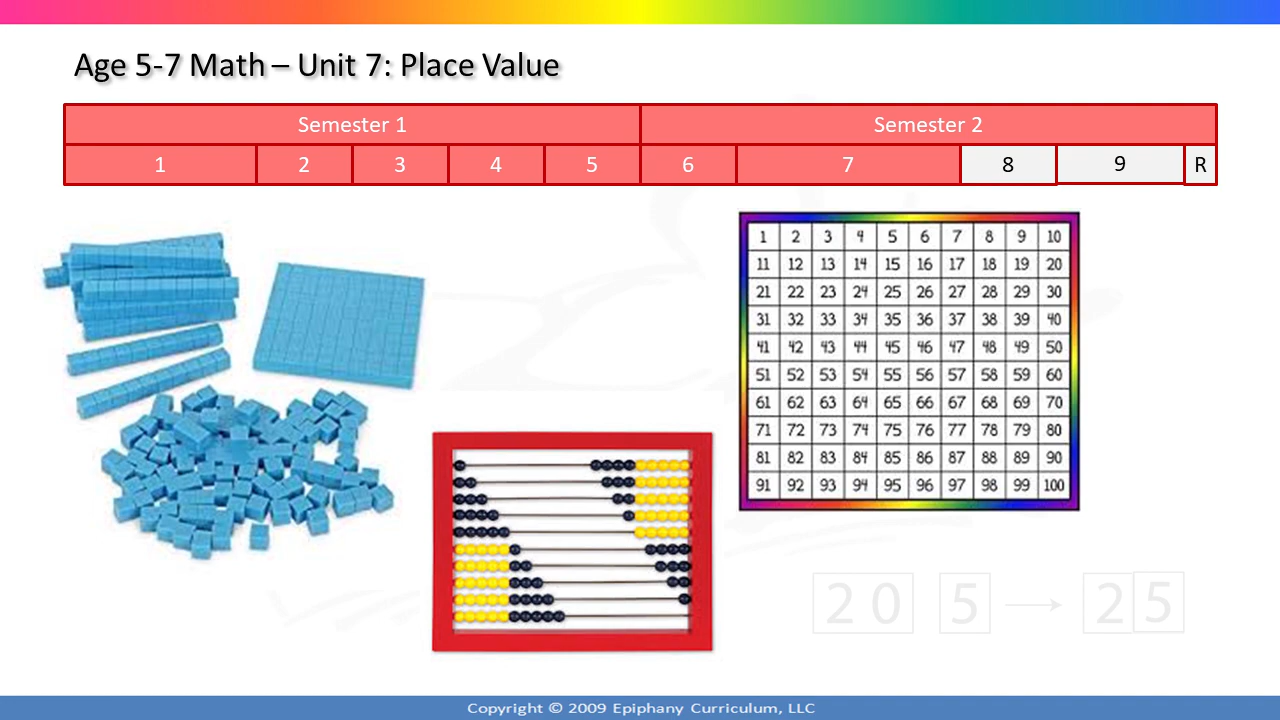 Age 5-7 Math – Unit 7: Place Value
Semester 1 Semester 2
1 2 3 4 5 6 7 8 9 R
1 2 3 4 5 6 7 8 9 10
11 12 13 14 15 16 17 18 19 20
21 22 23 24 25 26 27 28 29 30
31 32 33 34 35 36 37 38 39 40
41 42 43 44 45 46 47 48 49 50
51 52 53 54 55 56 57 58 59 60
61 62 63 64 65 66 67 68 69 70
71 72 73 74 75 76 77 78 79 80
81 82 83 84 85 86 87 88 89 90
91 92 93 94 95 96 97 98 99 100
20 5 → 25
Copyright © 2009 Epiphany Curriculum, LLC